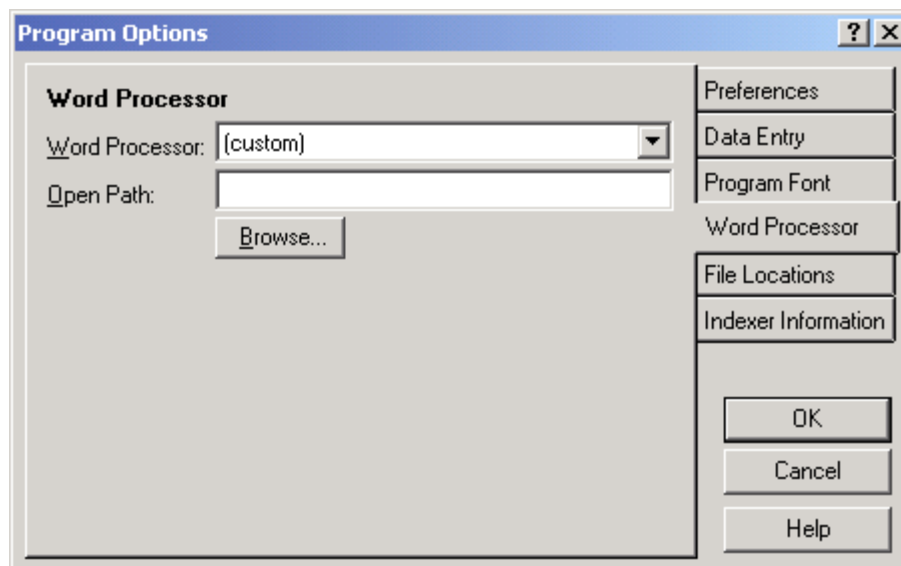 Program Options
Word Processor
Word Processor: (custom)
Open Path:
Browse...
Preferences
Data Entry
Program Font
Word Processor
File Locations
Indexer Information
OK
Cancel
Help